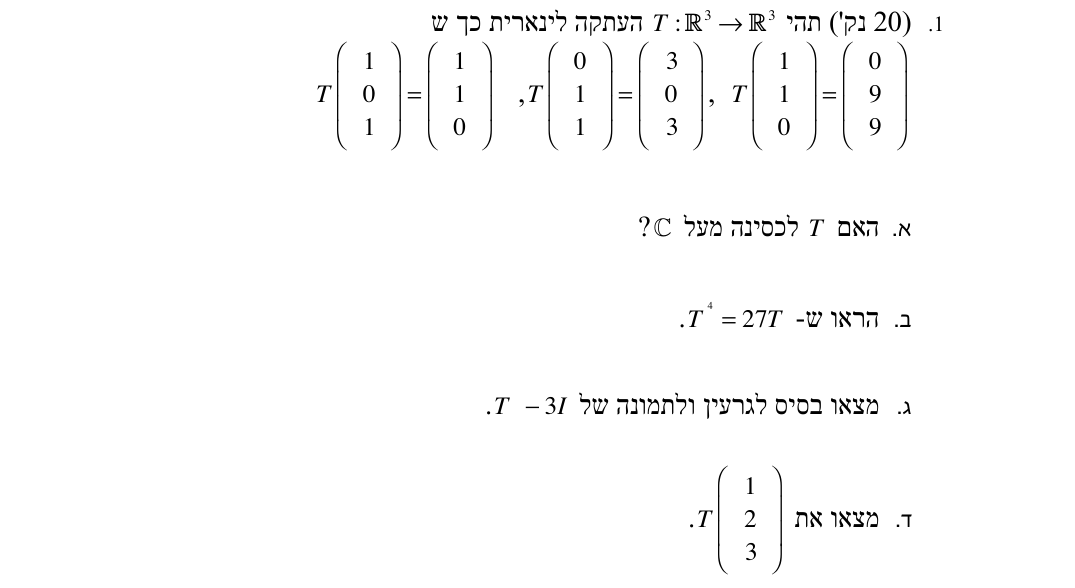 1. (20 נק') תהי T : ℝ³ → ℝ³ העתקה לינארית כך ש
T(1 0 1) = (1 1 0) ,T(0 1 1) = (3 0 3) , T(1 1 0) = (0 9 9)
א. האם T לכסינה מעל ℂ?
ב. הראו ש- T⁴ = 27T.
ג. מצאו בסיס לגרעין ולתמונה של T – 3I.
ד. מצאו את T(1 2 3).